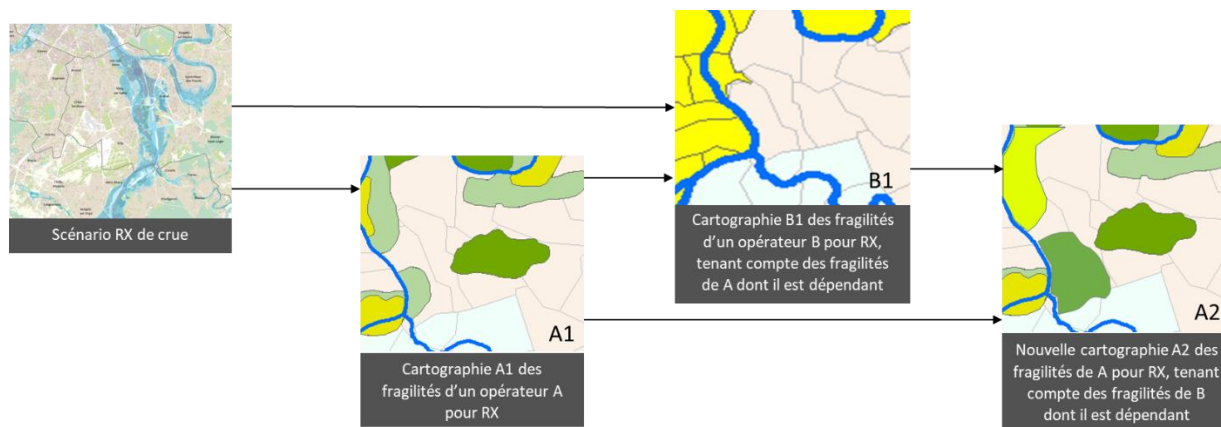 Scénario RX de crue
A1
Cartographie A1 des
fragilités d'un opérateur A
pour RX
B1
Cartographie B1 des fragilités
d'un opérateur B pour RX,
tenant compte des fragilités
de A dont il est dépendant
A2
Nouvelle cartographie A2 des
fragilités de A pour RX, tenant
compte des fragilités de B
dont il est dépendant